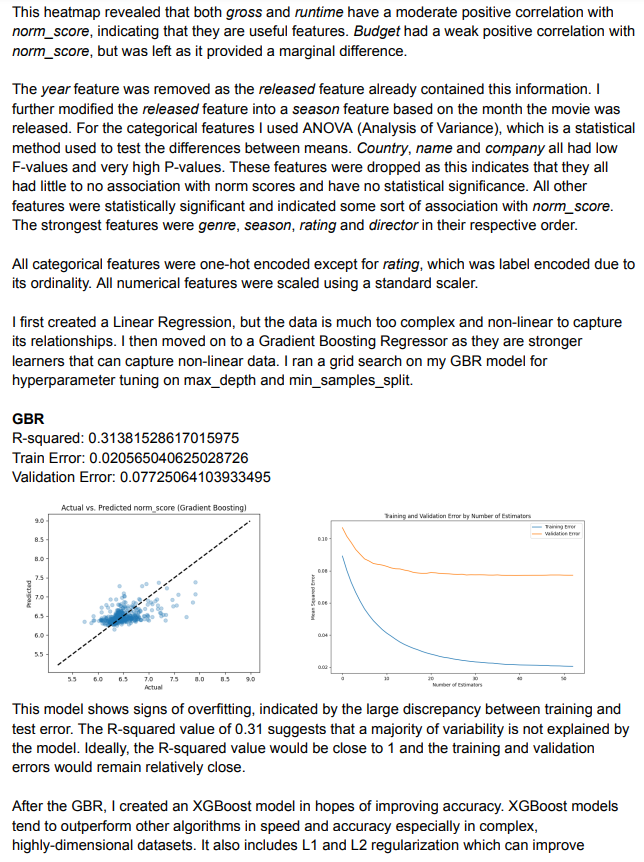 This heatmap revealed that both gross and runtime have a moderate positive correlation with
norm_score, indicating that they are useful features. Budget had a weak positive correlation with
norm_score, but was left as it provided a marginal difference.
The year feature was removed as the released feature already contained this information. I
further modified the released feature into a season feature based on the month the movie was
released. For the categorical features I used ANOVA (Analysis of Variance), which is a statistical
method used to test the differences between means. Country, name and company all had low
F-values and very high P-values. These features were dropped as this indicates that they all
had little to no association with norm scores and have no statistical significance. All other
features were statistically significant and indicated some sort of association with norm_score.
The strongest features were genre, season, rating and director in their respective order.
All categorical features were one-hot encoded except for rating, which was label encoded due to
its ordinality. All numerical features were scaled using a standard scaler.
I first created a Linear Regression, but the data is much too complex and non-linear to capture
its relationships. I then moved on to a Gradient Boosting Regressor as they are stronger
learners that can capture non-linear data. I ran a grid search on my GBR model for
hyperparameter tuning on max_depth and min_samples_split.
GBR
R-squared: 0.31381528617015975
Train Error: 0.020565040625028726
Validation Error: 0.07725064103933495
Actual vs. Predicted norm_score (Gradient Boosting)
9.0
8.5
8.0
7.5
7.0
6.5
6.0
5.5
Predicted
5.5 6.0 6.5 7.0 7.5 8.0 8.5 9.0
Actual
Training and Validation Error by Number of Estimators
Training Error
Validation Error
0.10
0.08
0.06
0.04
0.02
Mean Squared Error
0 10 20 30 40 50
Number of Estimators
This model shows signs of overfitting, indicated by the large discrepancy between training and
test error. The R-squared value of 0.31 suggests that a majority of variability is not explained by
the model. Ideally, the R-squared value would be close to 1 and the training and validation
errors would remain relatively close.
After the GBR, I created an XGBoost model in hopes of improving accuracy. XGBoost models
tend to outperform other algorithms in speed and accuracy especially in complex,
highly-dimensional datasets. It also includes L1 and L2 regularization which can improve